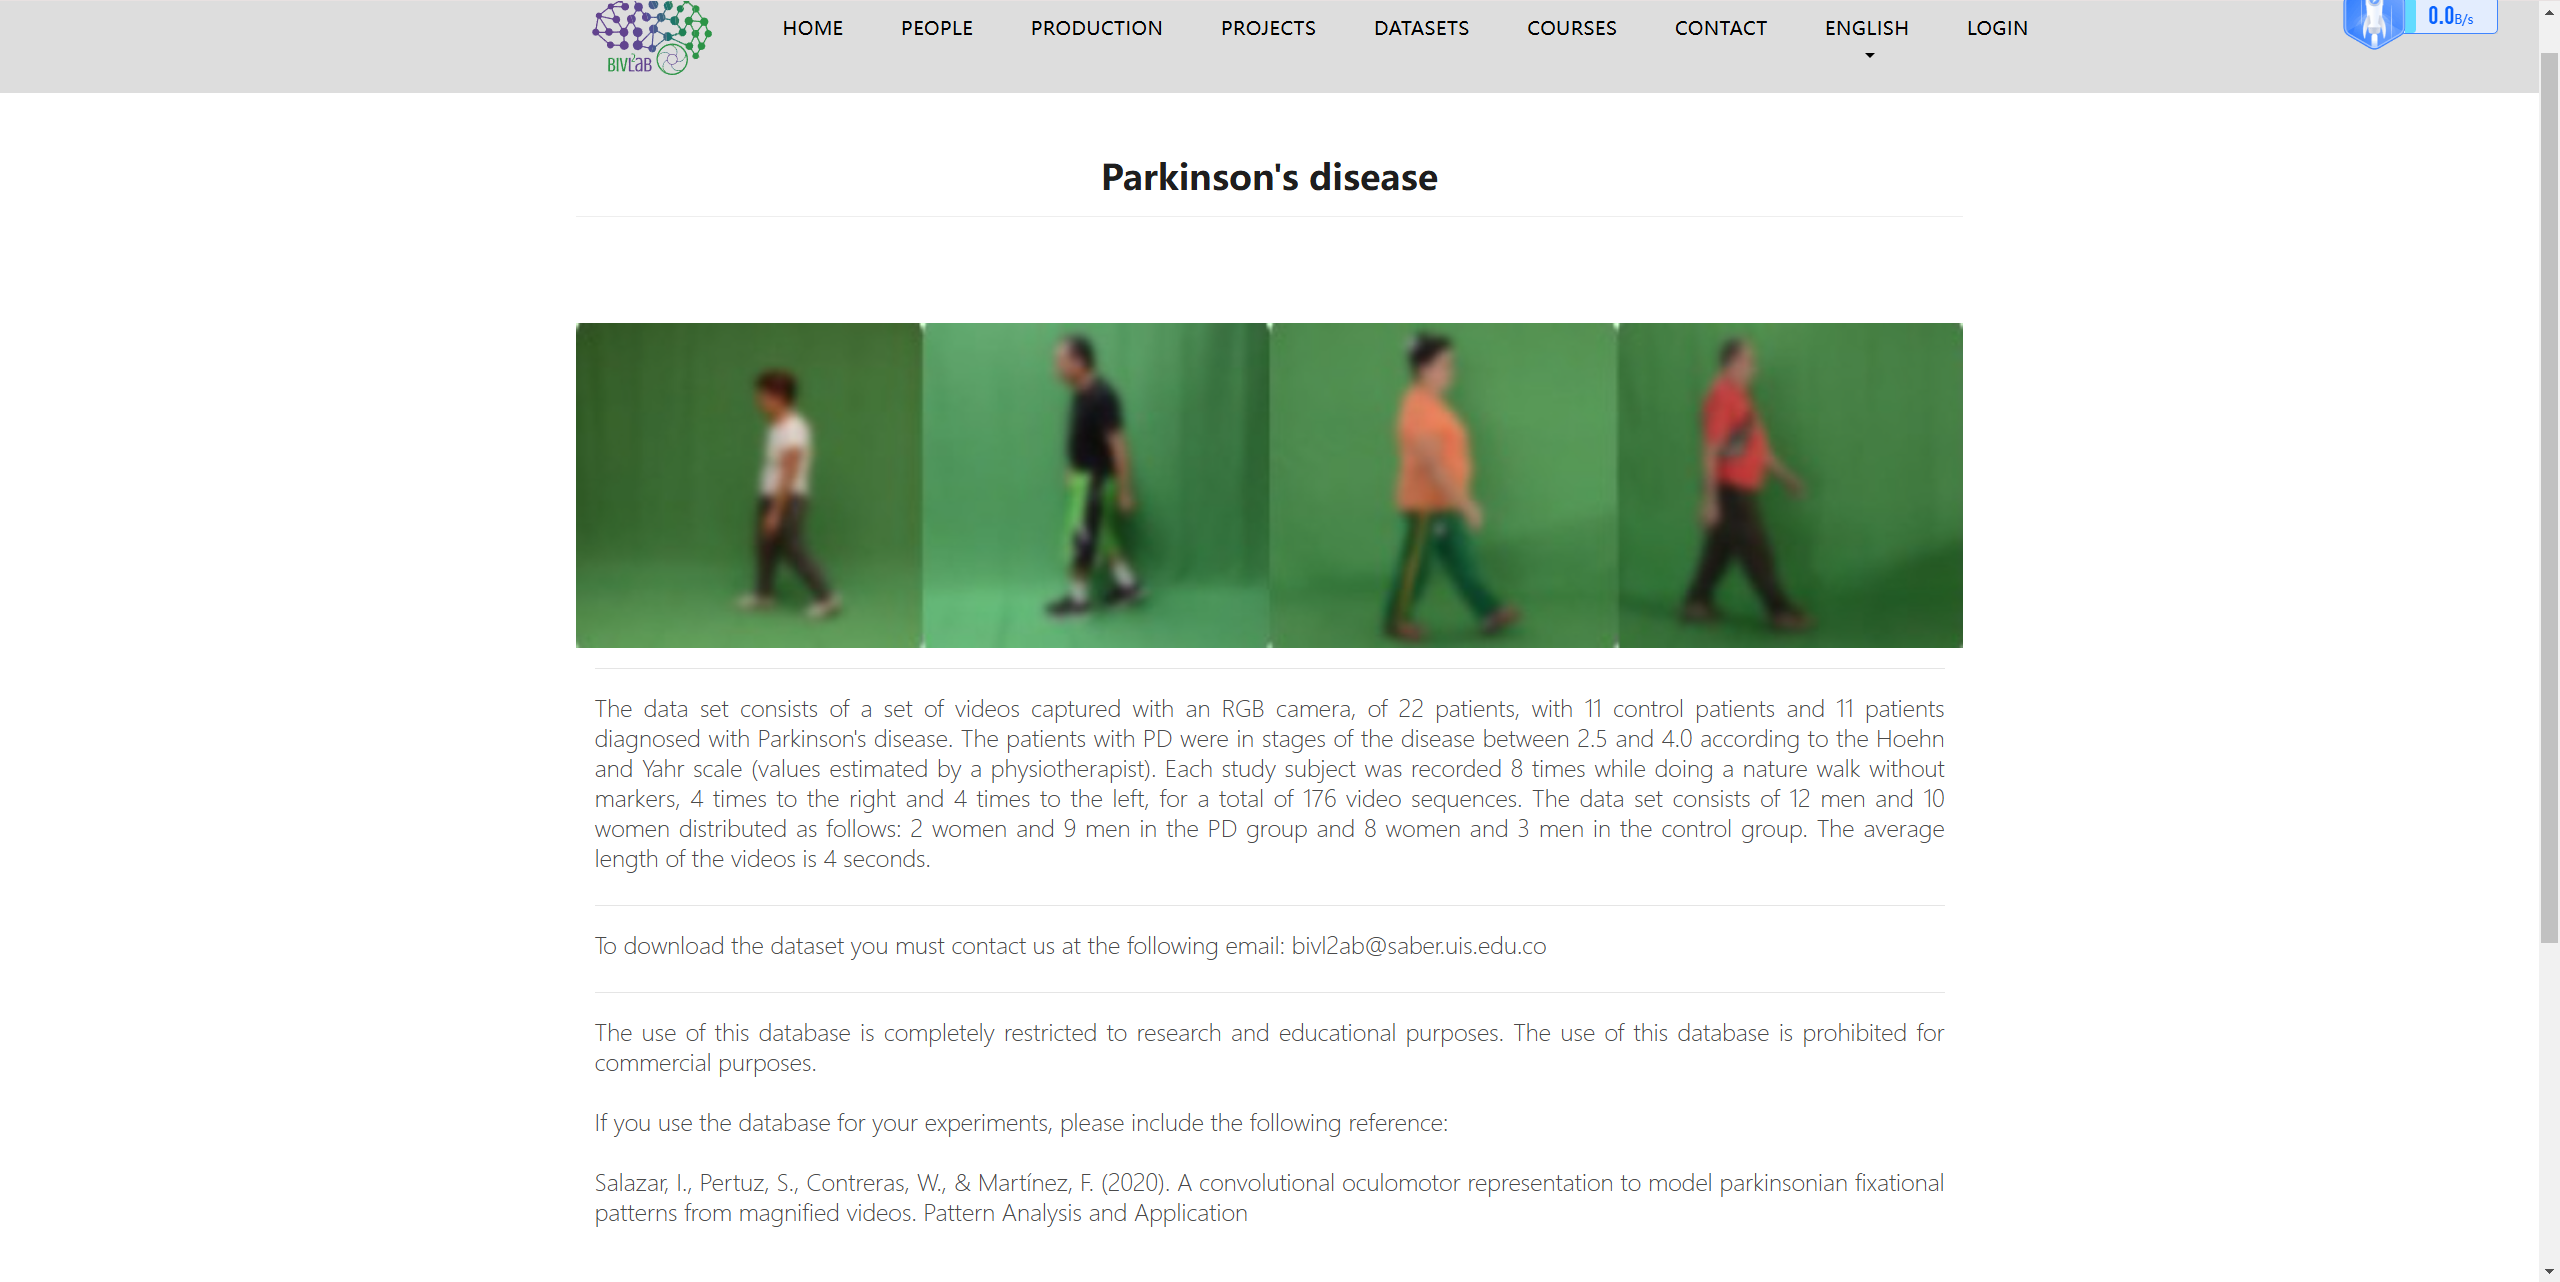 HOME PEOPLE PRODUCTION PROJECTS DATASETS COURSES CONTACT ENGLISH LOGIN
BIVL²aB
0.0B/s
Parkinson's disease
The data set consists of a set of videos captured with an RGB camera, of 22 patients, with 11 control patients and 11 patients
diagnosed with Parkinson's disease. The patients with PD were in stages of the disease between 2.5 and 4.0 according to the Hoehn
and Yahr scale (values estimated by a physiotherapist). Each study subject was recorded 8 times while doing a nature walk without
markers, 4 times to the right and 4 times to the left, for a total of 176 video sequences. The data set consists of 12 men and 10
women distributed as follows: 2 women and 9 men in the PD group and 8 women and 3 men in the control group. The average
length of the videos is 4 seconds.
To download the dataset you must contact us at the following email: bivl2ab@saber.uis.edu.co
The use of this database is completely restricted to research and educational purposes. The use of this database is prohibited for
commercial purposes.
If you use the database for your experiments, please include the following reference:
Salazar, I., Pertuz, S., Contreras, W., & Martínez, F. (2020). A convolutional oculomotor representation to model parkinsonian fixational
patterns from magnified videos. Pattern Analysis and Application